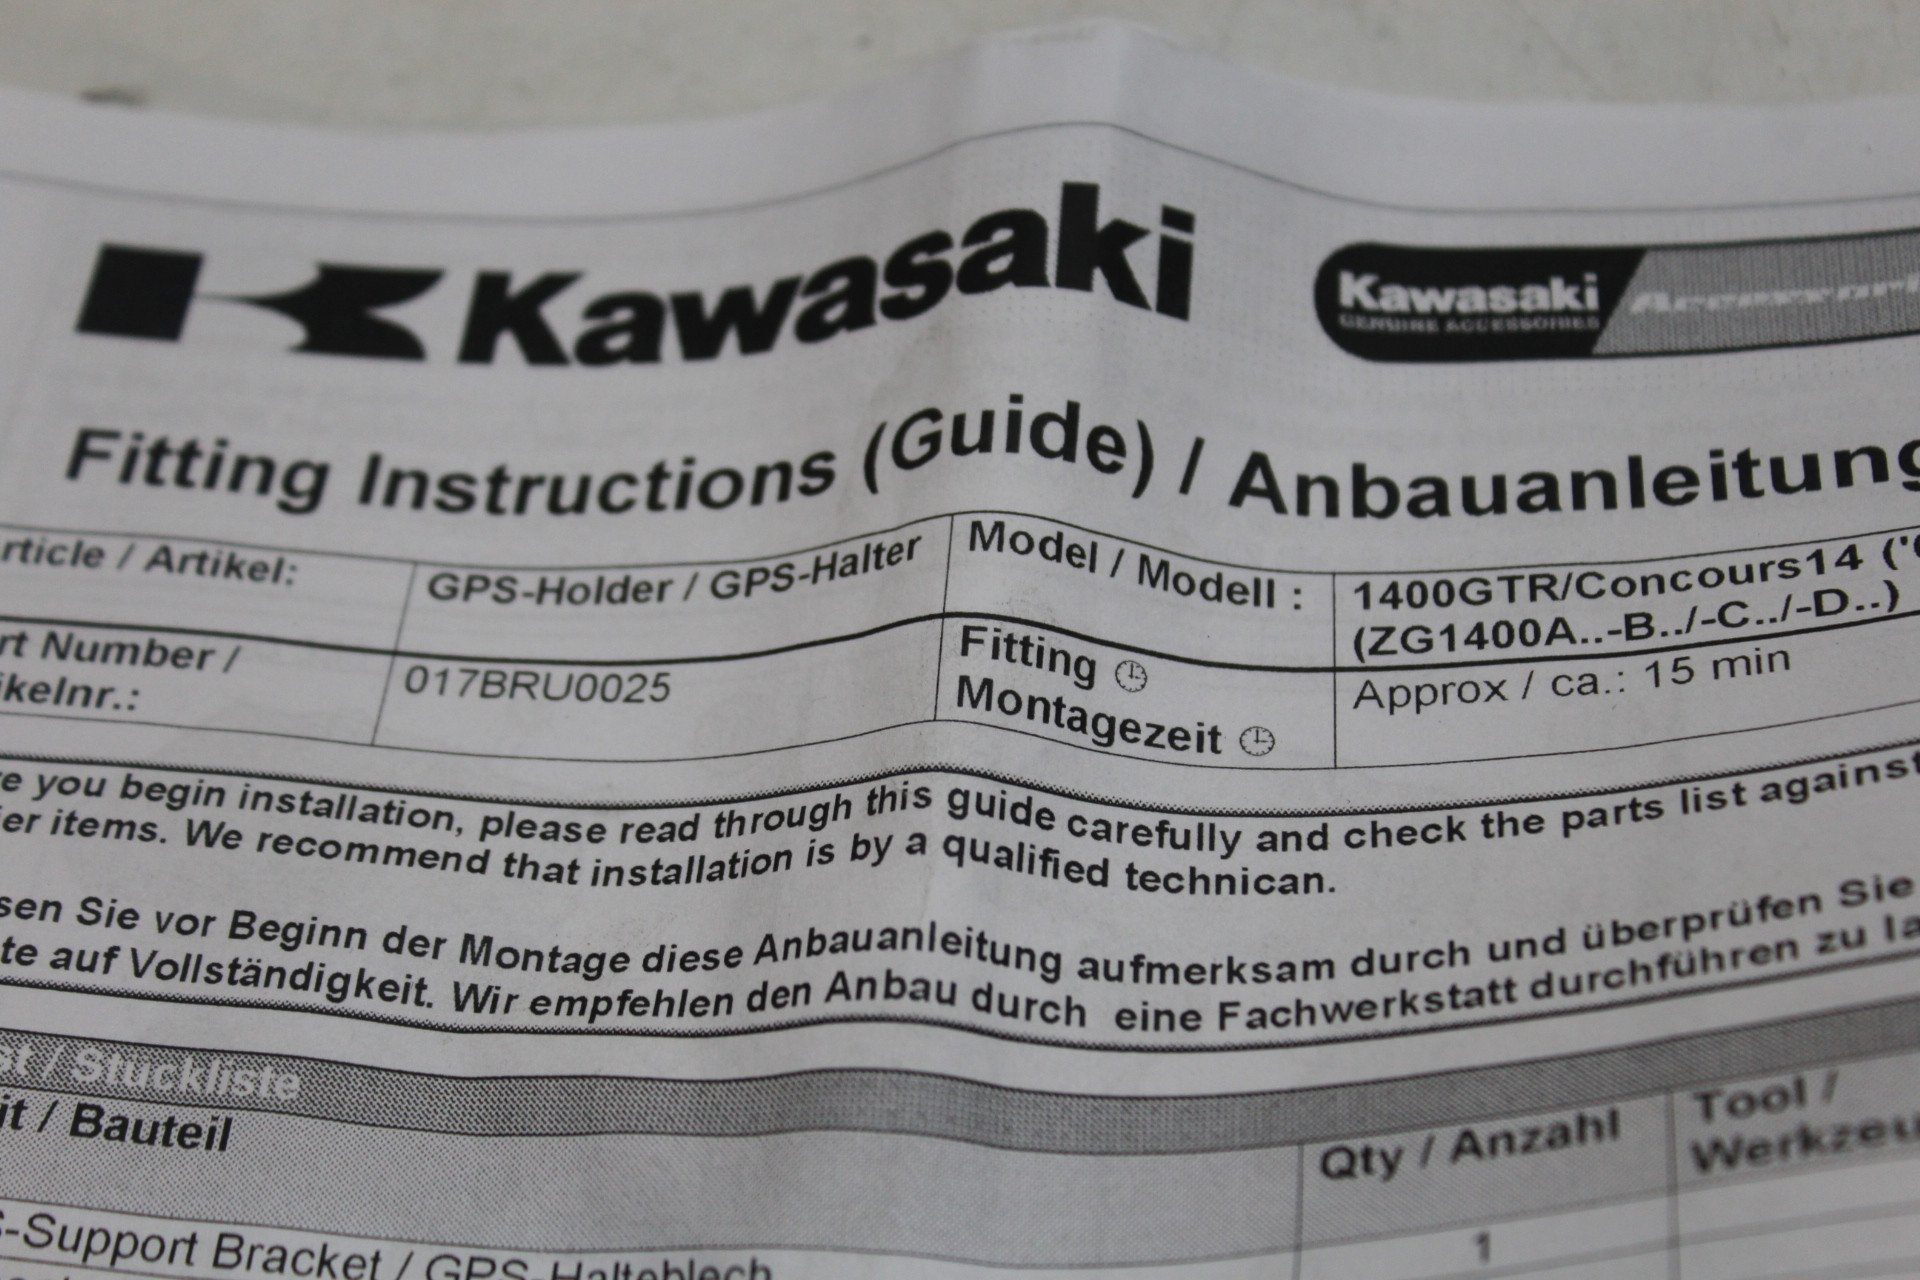 Kawasaki
Kawasaki
GENUINE ACCESSORIES
Fitting Instructions (Guide) / Anbauanleitung
rticle / Artikel:
GPS-Holder / GPS-Halter
Model / Modell :
1400GTR/Concours14 ('
(ZG1400A..-B../-C../-D..)
rt Number /
ikelnr.:
017BRU0025
Fitting
Montagezeit
Approx / ca.: 15 min
e you begin installation, please read through this guide carefully and check the parts list against
er items. We recommend that installation is by a qualified technican.
sen Sie vor Beginn der Montage diese Anbauanleitung aufmerksam durch und überprüfen Sie
te auf Vollständigkeit. Wir empfehlen den Anbau durch eine Fachwerkstatt durchführen zu la
st / Stückliste
it / Bauteil
Qty / Anzahl
Tool /
Werkzeu
-Support Bracket / GPS-Halteblech
1